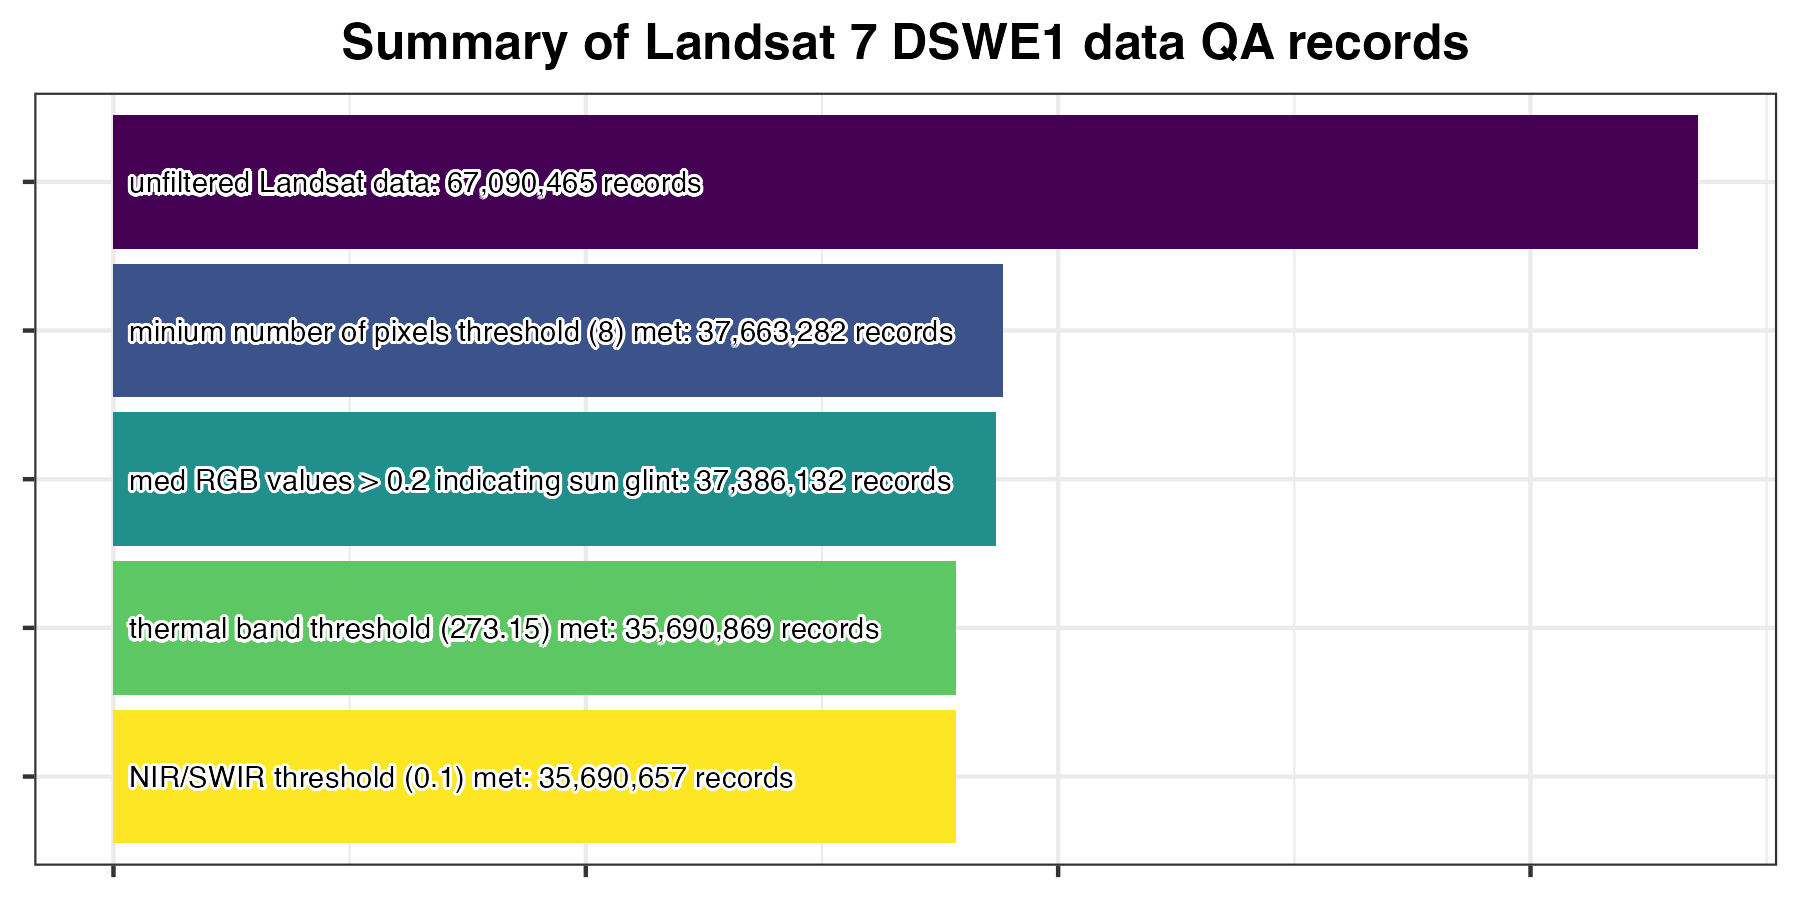 Summary of Landsat 7 DSWE1 data QA records
unfiltered Landsat data: 67,090,465 records
minium number of pixels threshold (8) met: 37,663,282 records
med RGB values > 0.2 indicating sun glint: 37,386,132 records
thermal band threshold (273.15) met: 35,690,869 records
NIR/SWIR threshold (0.1) met: 35,690,657 records